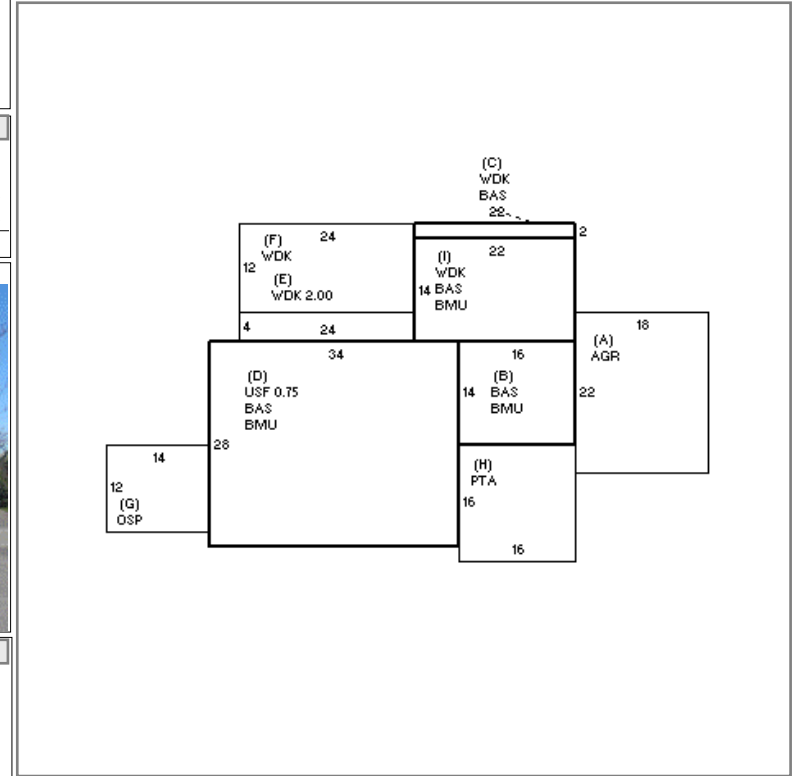 (C)
WDK
BAS
22
2
24
(F)
WDK
12
(E)
WDK 2.00
22
(I)
WDK
14 BAS
BMU
4
24
18
(A)
AGR
22
34
(D)
USF 0.75
BAS
BMU
28
16
(B)
14 BAS
BMU
14
12
(G)
OSP
(H)
PTA
16
16